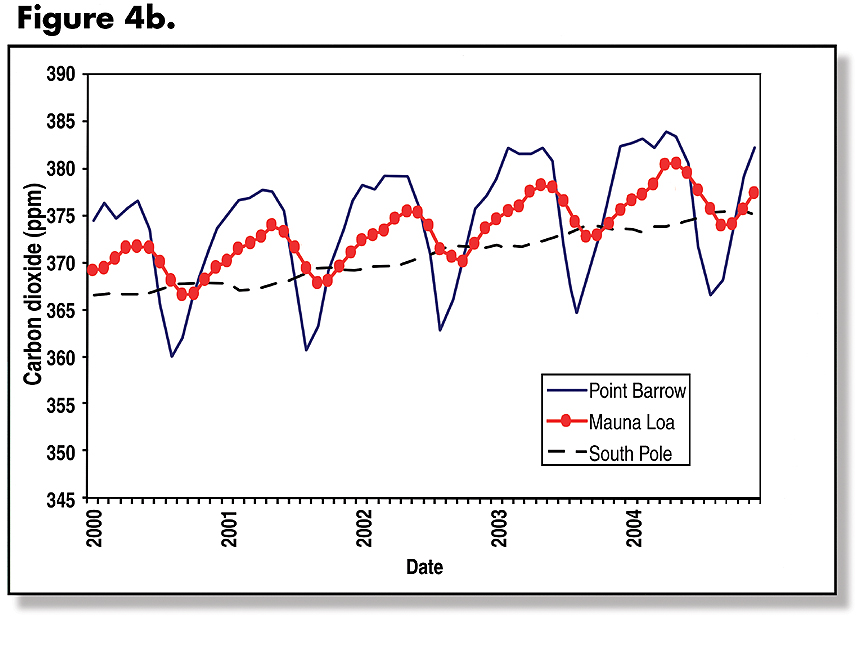 Figure 4b.
390
385
380
375
370
365
360
355
350
345
Carbon dioxide (ppm)
Point Barrow
Mauna Loa
South Pole
2000
2001
2002
2003
2004
Date